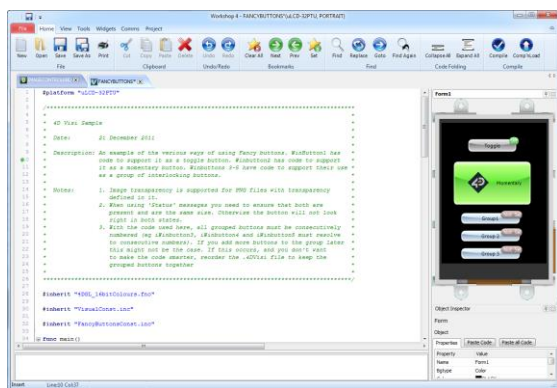 Workshop 4 - FANCYBUTTONS*(uLCD-32PTU, PORTRAIT)
File Home View Tools Widgets Comms Project
New Open Save Save As Print Cut Copy Paste Delete Undo Redo Clear All Next Prev Set Find Replace Goto Find Again Collapse All Expand All Compile Comp'nLoad
File Clipboard Undo/Redo Bookmarks Find Code Folding Compile
FANCYBUTTONS*
#platform "uLCD-32PTU"
4D Visi Sample
Date: 2; December 2011
Description: An example of the various ways of using Fancy buttons. WinButton1 has
code to support it as a toggle button. Winbutton2 has code to support
it as a momentary button. Winbuttons 3-5 have code to support their use
as a group of interlocking buttons.
Notes: 1. Image transparency is supported for PNG files with transparency
defined in it.
2. When using 'Status' messages you need to ensure that both are
present and are the same size. Otherwise the button will not look
right in both states.
3. With the code used here, all grouped buttons must be consecutively
numbered (eg iWinbutton3, iWinbutton4 and iWinbutton5 must resolve
to consecutive numbers). If you add more buttons to the group later
this might not be the case. If this occurs, and you don't want
to make the code smarter, reorder the .4DVisi file to keep the
grouped buttons together
#inherit "4DGL_16bitColours.fnc"
#inherit "VisualConst.inc"
#inherit "FancyButtonsConst.inc"
func main()
Form1
Toggle
Momentary
Group1
Group 2
Group 3
Object Inspector
Form
Object
Properties Paste Code Paste all Code
Property Value
Name Form1
Bgtype Color
Insert Line:10 Col:37